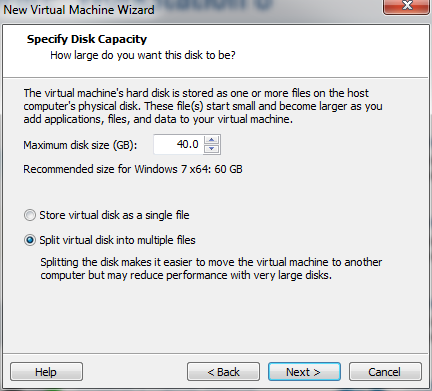 New Virtual Machine Wizard
Specify Disk Capacity
How large do you want this disk to be?
The virtual machine's hard disk is stored as one or more files on the host
computer's physical disk. These file(s) start small and become larger as you
add applications, files, and data to your virtual machine.
Maximum disk size (GB): 40.0
Recommended size for Windows 7 x64: 60 GB
Store virtual disk as a single file
Split virtual disk into multiple files
Splitting the disk makes it easier to move the virtual machine to another
computer but may reduce performance with very large disks.
Help < Back Next > Cancel